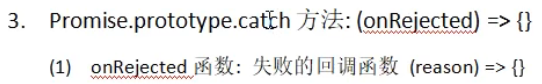 3. Promise.prototype.catch 方法: (onRejected) => {}
(1) onRejected 函数: 失败的回调函数 (reason) => {}